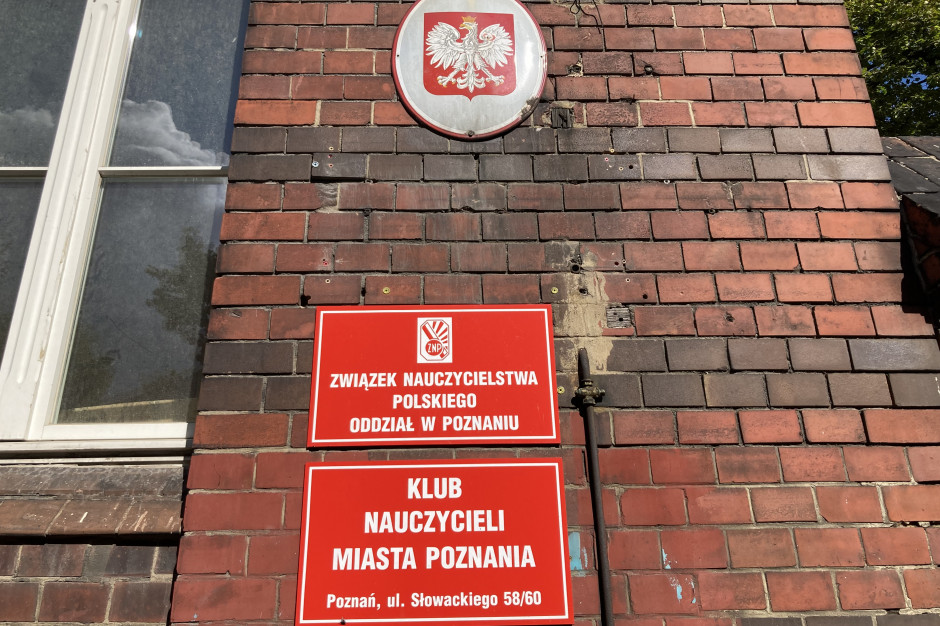 ZNP
ZWIĄZEK NAUCZYCIELSTWA
POLSKIEGO
ODDZIAŁ W POZNANIU
KLUB
NAUCZYCIELI
MIASTA POZNANIA
Poznań, ul. Słowackiego 58/60